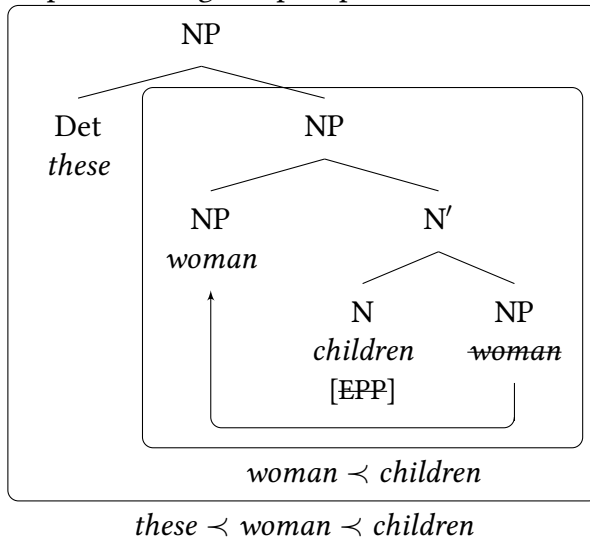 NP
Det NP
these
NP N′
woman
N NP
children woman
[EPP]
woman ≺ children
these ≺ woman ≺ children